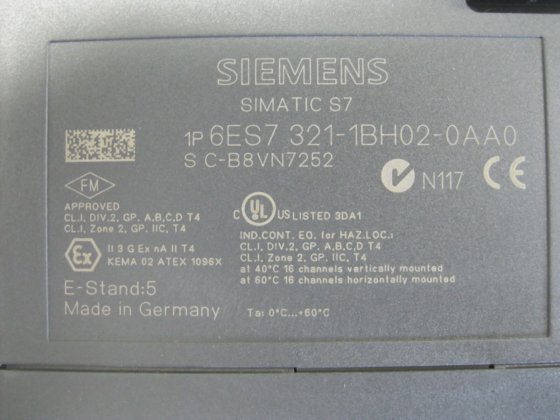 SIEMENS
SIMATIC S7
1P 6ES7 321-1BH02-0AA0
S C-B8VN7252
N117 CE
FM
APPROVED
CL.I, DIV.2, GP. A,B,C,D T4
CL.I, Zone 2, GP. IIC, T4
C UL US LISTED 3DA1
IND.CONT. EQ. for HAZ.LOC.:
CL.I, DIV.2, GP. A,B,C,D T4
CL.I, Zone 2, GP. IIC, T4
at 40°C 16 channels vertically mounted
at 60°C 16 channels horizontally mounted
Ex II 3 G Ex nA II T4
KEMA 02 ATEX 1096X
E-Stand:5
Made in Germany
Ta: 0°C...+60°C